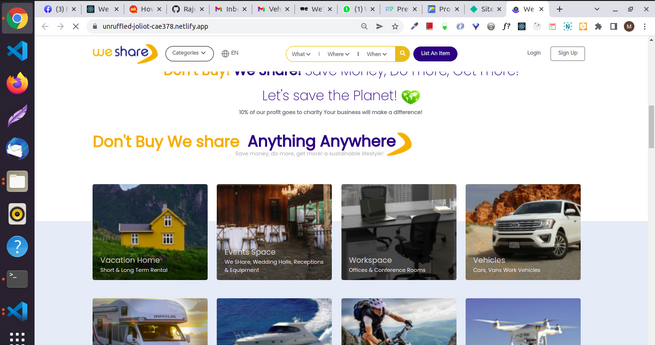 (3)
We
How
Raj
Inb
Veh
We
(1)
Pre
Pro
Site
We
unruffled-joliot-cae378.netlify.app
we share
Categories
EN
What
Where
When
List An Item
Login
Sign Up
Don't Buy! We Share! Save Money, Do More, Get More!
Let's save the Planet!
10% of our profit goes to charity Your business will make a difference!
Don't Buy We share Anything Anywhere
Save money, do more, get more! a sustainable lifestyle!
Vacation Home
Short & Long Term Rental
Events Space
We SHare, Wedding Halls, Receptions
& Equipment
Workspace
Offices & Conference Rooms
Vehicles
Cars, Vans Work Vehicles